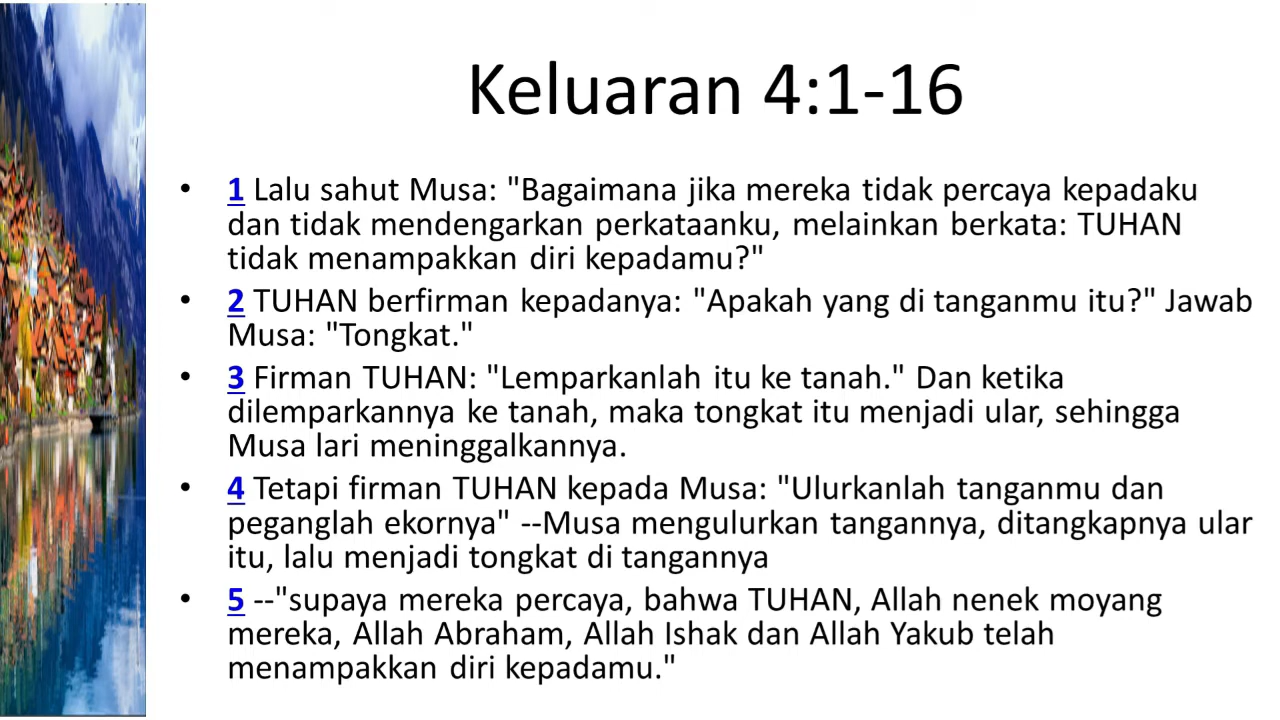 Keluaran 4:1-16
• 1 Lalu sahut Musa: "Bagaimana jika mereka tidak percaya kepadaku
dan tidak mendengarkan perkataanku, melainkan berkata: TUHAN
tidak menampakkan diri kepadamu?"
• 2 TUHAN berfirman kepadanya: "Apakah yang di tanganmu itu?" Jawab
Musa: "Tongkat."
• 3 Firman TUHAN: "Lemparkanlah itu ke tanah." Dan ketika
dilemparkannya ke tanah, maka tongkat itu menjadi ular, sehingga
Musa lari meninggalkannya.
• 4 Tetapi firman TUHAN kepada Musa: "Ulurkanlah tanganmu dan
peganglah ekornya" --Musa mengulurkan tangannya, ditangkapnya ular
itu, lalu menjadi tongkat di tangannya
• 5 --"supaya mereka percaya, bahwa TUHAN, Allah nenek moyang
mereka, Allah Abraham, Allah Ishak dan Allah Yakub telah
menampakkan diri kepadamu."